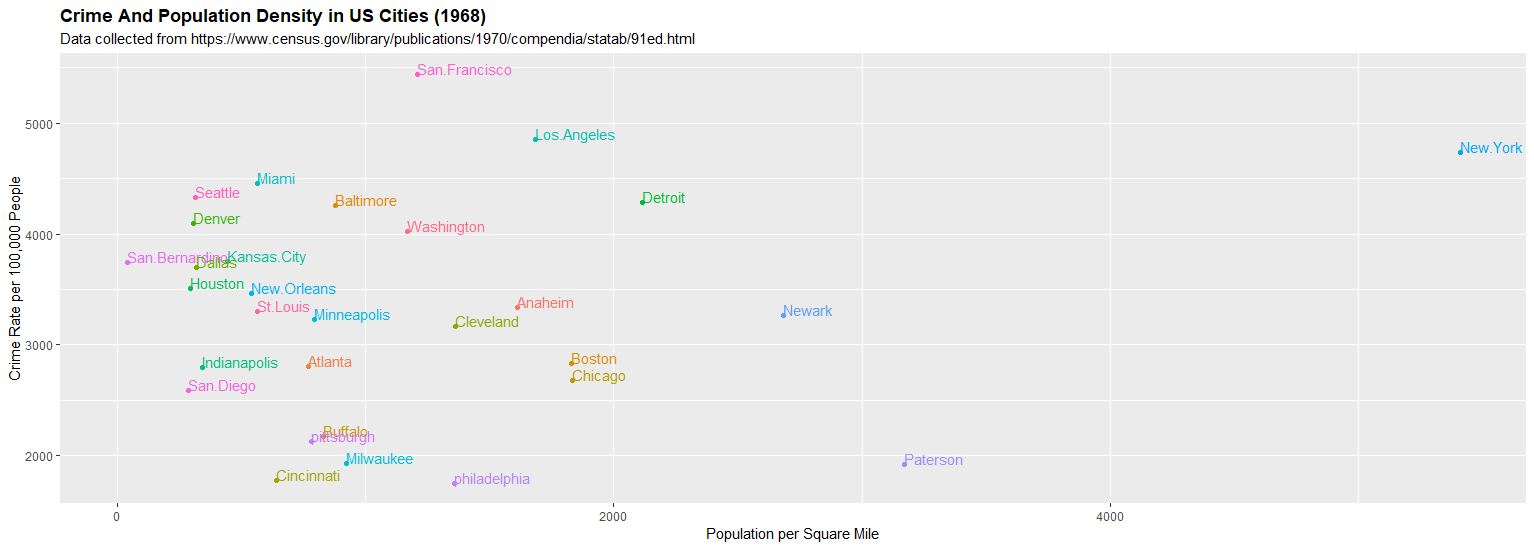 Crime And Population Density in US Cities (1968)
Data collected from https://www.census.gov/library/publications/1970/compendia/statab/91ed.html
San.Francisco
5000
Los.Angeles
New.York
Miami
Seattle
Baltimore
Detroit
Denver
Washington
4000
San.Bernardino
Kansas.City
Dallas
Houston
New.Orleans
Anaheim
St.Louis
Minneapolis
Newark
Cleveland
3000
Boston
Indianapolis
Atlanta
Chicago
San.Diego
Buffalo
pittsburgh
2000
Milwaukee
Paterson
Cincinnati
philadelphia
Crime Rate per 100,000 People
0
2000
4000
Population per Square Mile